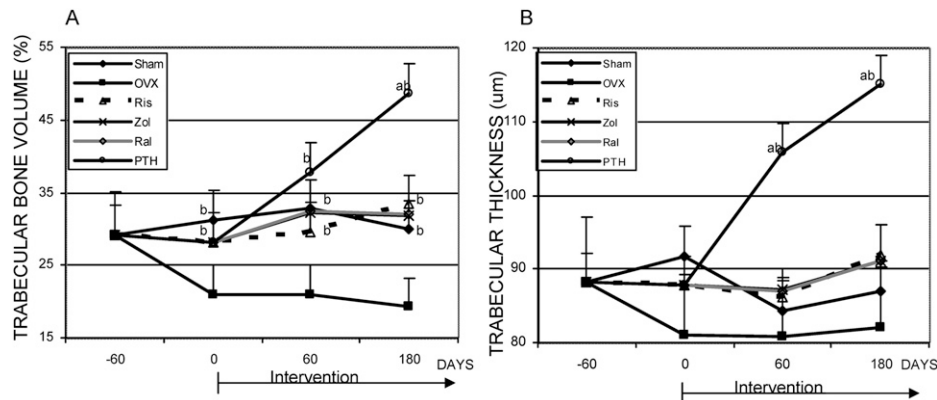 A
TRABECULAR BONE VOLUME (%)
55
45
35
25
15
Sham
OVX
Ris
Zol
Ral
PTH
ab
b
b
b
b
b
b
b
-60
0
60
180
DAYS
Intervention
B
TRABECULAR THICKNESS (um)
120
110
100
90
80
Sham
OVX
Ris
Zol
Ral
PTH
ab
ab
-60
0
60
180
DAYS
Intervention